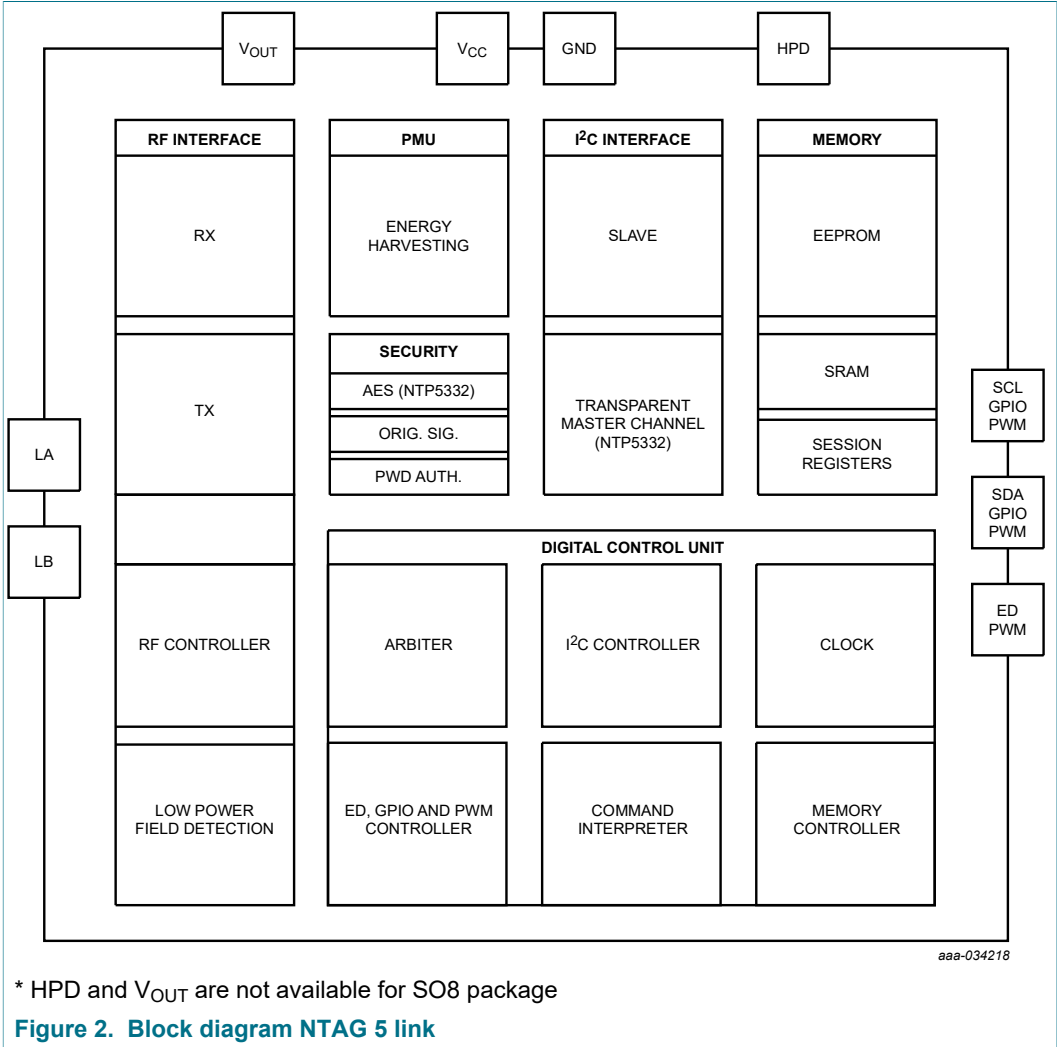 V_OUT
V_CC
GND
HPD
RF INTERFACE
PMU
I²C INTERFACE
MEMORY
RX
ENERGY
HARVESTING
SLAVE
EEPROM
TX
SECURITY
AES (NTP5332)
ORIG. SIG.
PWD AUTH.
TRANSPARENT
MASTER CHANNEL
(NTP5332)
SRAM
SESSION
REGISTERS
LA
LB
SCL
GPIO
PWM
SDA
GPIO
PWM
ED
PWM
DIGITAL CONTROL UNIT
RF CONTROLLER
ARBITER
I²C CONTROLLER
CLOCK
LOW POWER
FIELD DETECTION
ED, GPIO AND PWM
CONTROLLER
COMMAND
INTERPRETER
MEMORY
CONTROLLER
aaa-034218
* HPD and V_OUT are not available for SO8 package
Figure 2. Block diagram NTAG 5 link